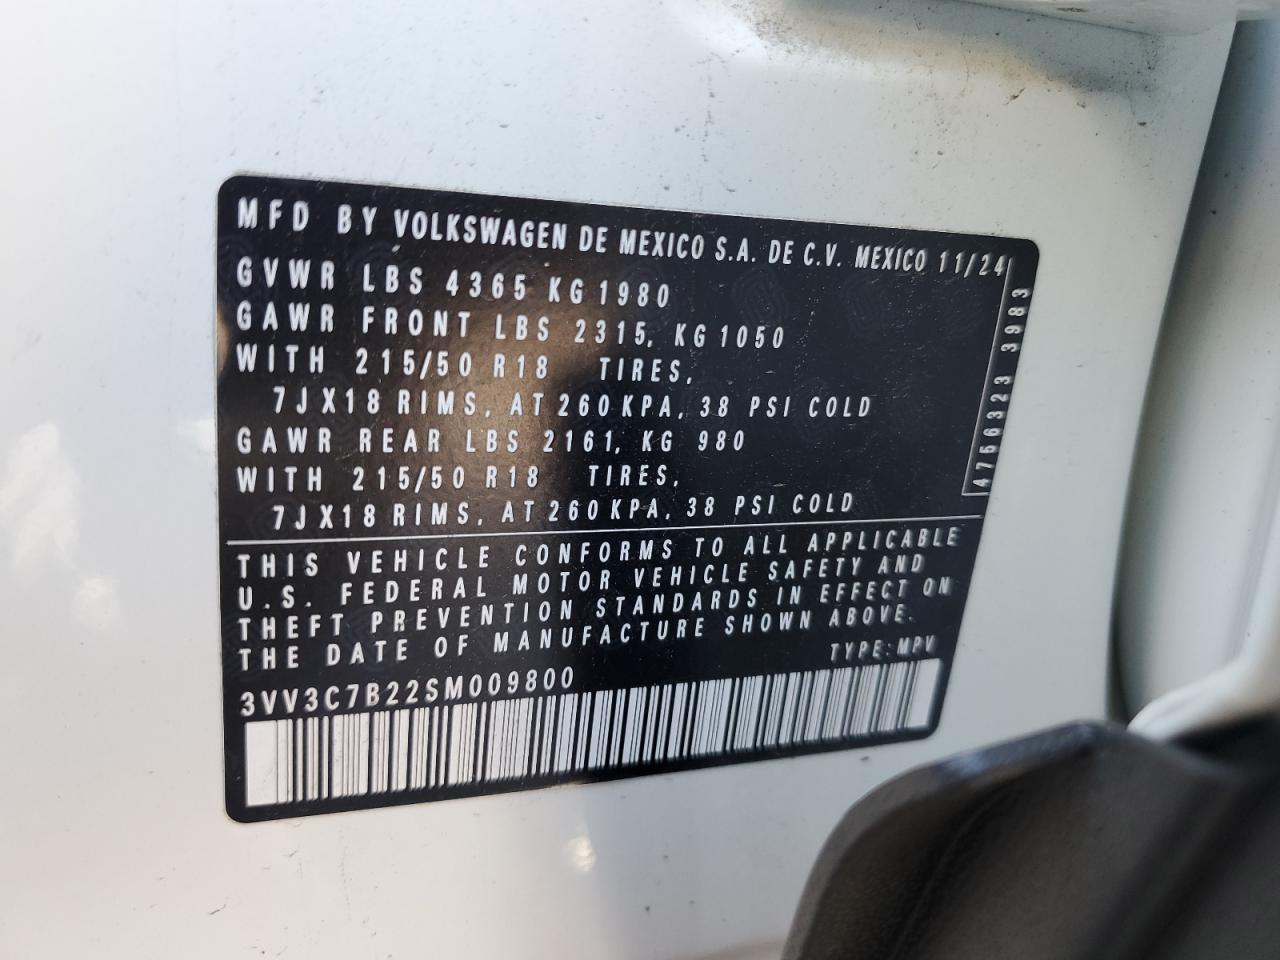 MFD BY VOLKSWAGEN DE MEXICO S.A. DE C.V. MEXICO 11/24
GVWR LBS 4365 KG 1980
GAWR FRONT LBS 2315, KG 1050
WITH 215/50 R18 TIRES,
7JX18 RIMS, AT 260 KPA, 38 PSI COLD
GAWR REAR LBS 2161, KG 980
WITH 215/50 R18 TIRES,
7JX18 RIMS, AT 260 KPA, 38 PSI COLD
4756323 3983
THIS VEHICLE CONFORMS TO ALL APPLICABLE
U.S. FEDERAL MOTOR VEHICLE SAFETY AND
THEFT PREVENTION STANDARDS IN EFFECT ON
THE DATE OF MANUFACTURE SHOWN ABOVE.
TYPE: MPV
3VV3C7B22SM009800